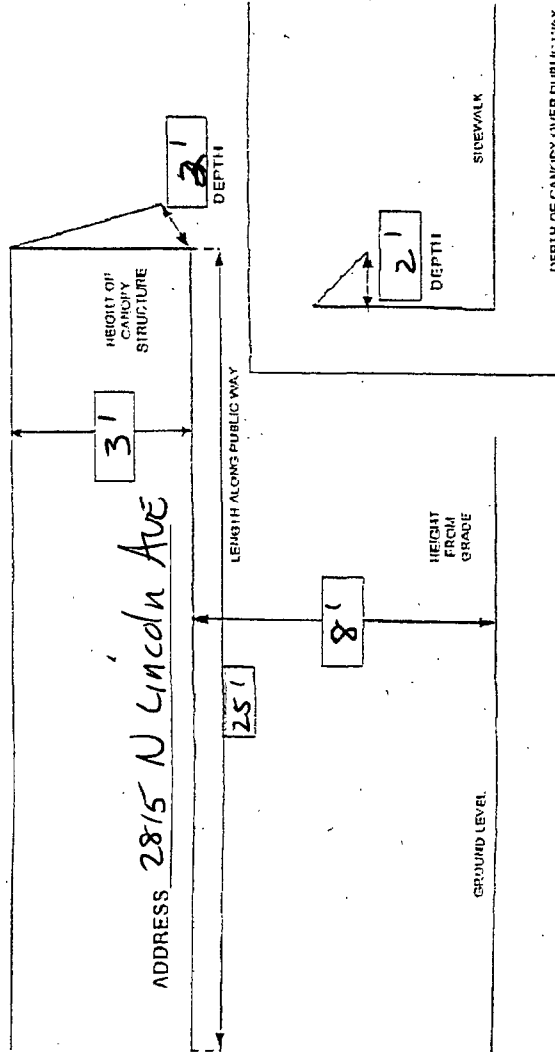 HEIGHT OF
CANOPY
STRUCTURE
3'
DEPTH
ADDRESS 2815 N Lincoln AVE
3'
LENGTH ALONG PUBLIC WAY
25'
8'
HEIGHT
FROM
GRADE
GROUND LEVEL
2'
DEPTH
SIDEWALK
DEPTH OF CANOPY OVER PUBLIC WAY